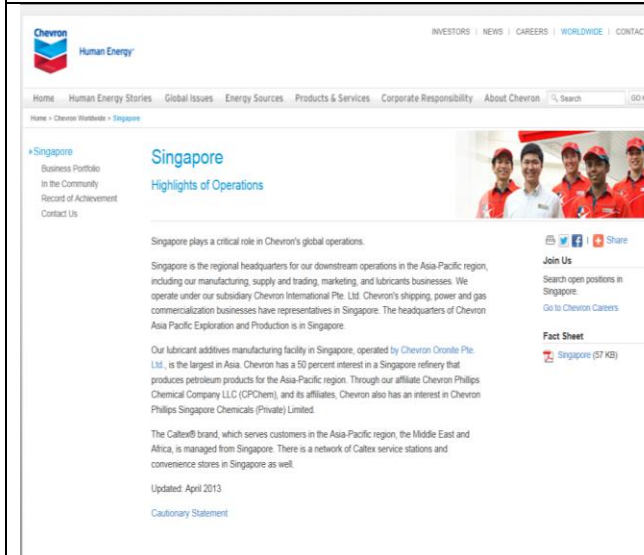 Chevron
Human Energy·
INVESTORS | NEWS | CAREERS | WORLDWIDE | CONTACT
Home Human Energy Stories Global Issues Energy Sources Products & Services Corporate Responsibility About Chevron Search GO
Home > Chevron Worldwide > Singapore
Singapore
Business Portfolio
In the Community
Record of Achievement
Contact Us
Singapore
Highlights of Operations
Singapore plays a critical role in Chevron's global operations.
Singapore is the regional headquarters for our downstream operations in the Asia-Pacific region,
including our manufacturing, supply and trading, marketing, and lubricants businesses. We
operate under our subsidiary Chevron International Pte. Ltd. Chevron's shipping, power and gas
commercialization businesses have representatives in Singapore. The headquarters of Chevron
Asia Pacific Exploration and Production is in Singapore.
Our lubricant additives manufacturing facility in Singapore, operated by Chevron Oronite Pte.
Ltd., is the largest in Asia. Chevron has a 50 percent interest in a Singapore refinery that
produces petroleum products for the Asia-Pacific region. Through our affiliate Chevron Phillips
Chemical Company LLC (CPChem), and its affiliates, Chevron also has an interest in Chevron
Phillips Singapore Chemicals (Private) Limited.
The Caltex® brand, which serves customers in the Asia-Pacific region, the Middle East and
Africa, is managed from Singapore. There is a network of Caltex service stations and
convenience stores in Singapore as well.
Updated: April 2013
Cautionary Statement
| Share
Join Us
Search open positions in
Singapore.
Go to Chevron Careers
Fact Sheet
Singapore (57 KB)